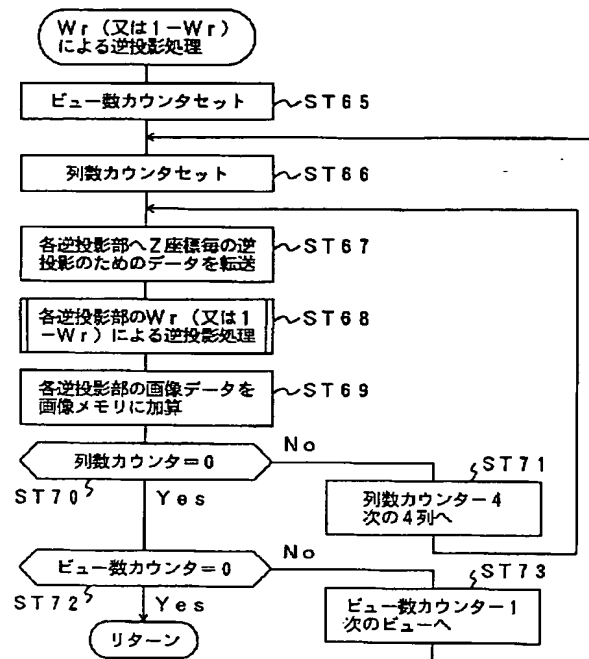 Ｗｒ（又は１－Ｗｒ）
による逆投影処理
ビュー数カウンタセット
ＳＴ６５
列数カウンタセット
ＳＴ６６
各逆投影部へＺ座標毎の逆
投影のためのデータを転送
ＳＴ６７
各逆投影部のＷｒ（又は１
－Ｗｒ）による逆投影処理
ＳＴ６８
各逆投影部の画像データを
画像メモリに加算
ＳＴ６９
列数カウンター＝０
Ｎｏ
ＳＴ７０
Ｙｅｓ
ＳＴ７１
列数カウンター４
次の４列へ
ビュー数カウンタ＝０
Ｎｏ
ＳＴ７２
Ｙｅｓ
ＳＴ７３
ビュー数カウンター１
次のビューへ
リターン